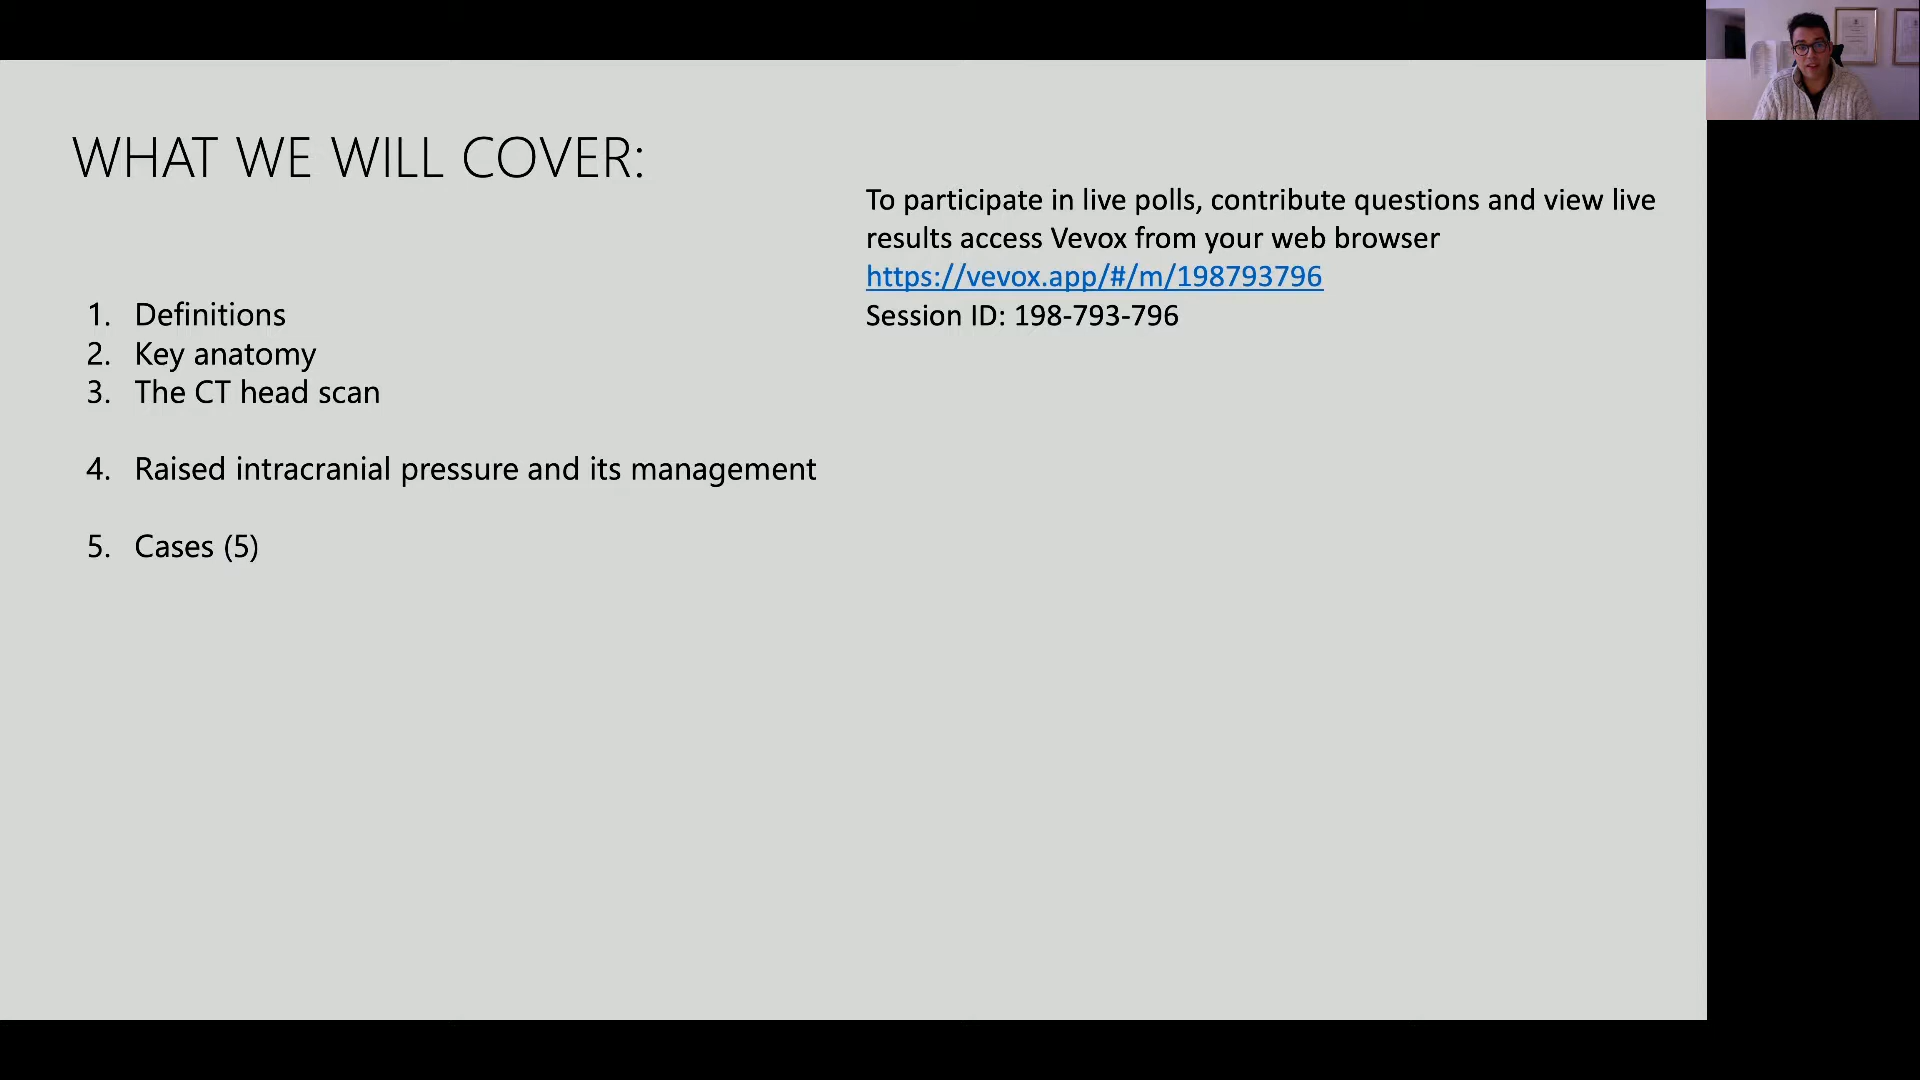 WHAT WE WILL COVER:
To participate in live polls, contribute questions and view live
results access Vevox from your web browser
https://vevox.app/#/m/198793796
Session ID: 198-793-796
1. Definitions
2. Key anatomy
3. The CT head scan
4. Raised intracranial pressure and its management
5. Cases (5)